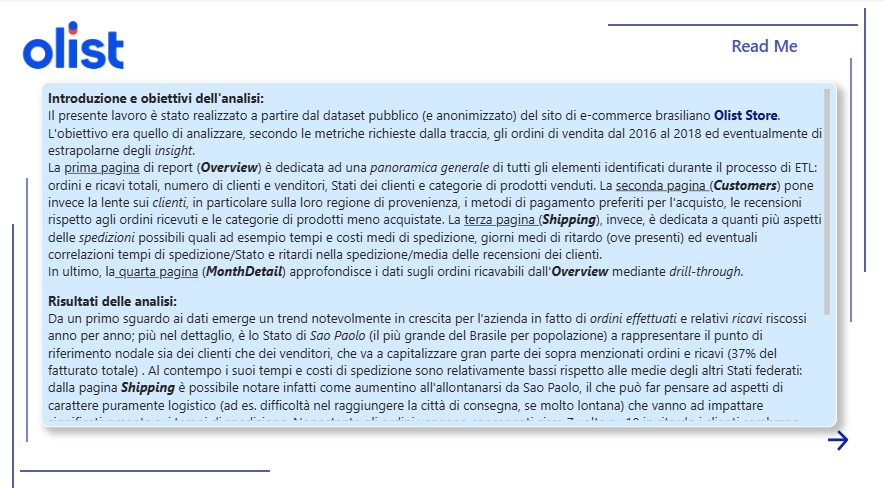 olist
Read Me
Introduzione e obiettivi dell'analisi:
Il presente lavoro è stato realizzato a partire dal dataset pubblico (e anonimizzato) del sito di e-commerce brasiliano Olist Store.
L'obiettivo era quello di analizzare, secondo le metriche richieste dalla traccia, gli ordini di vendita dal 2016 al 2018 ed eventualmente di
estrapolarne degli insight.
La prima pagina di report (Overview) è dedicata ad una panoramica generale di tutti gli elementi identificati durante il processo di ETL:
ordini e ricavi totali, numero di clienti e venditori, Stati dei clienti e categorie di prodotti venduti. La seconda pagina (Customers) pone
invece la lente sui clienti, in particolare sulla loro regione di provenienza, i metodi di pagamento preferiti per l'acquisto, le recensioni
rispetto agli ordini ricevuti e le categorie di prodotti meno acquistate. La terza pagina (Shipping), invece, è dedicata a quanti più aspetti
delle spedizioni possibili quali ad esempio tempi e costi medi di spedizione, giorni medi di ritardo (ove presenti) ed eventuali
correlazioni tempi di spedizione/Stato e ritardi nella spedizione/media delle recensioni dei clienti.
In ultimo, la quarta pagina (MonthDetail) approfondisce i dati sugli ordini ricavabili dall'Overview mediante drill-through.
Risultati delle analisi:
Da un primo sguardo ai dati emerge un trend notevolmente in crescita per l'azienda in fatto di ordini effettuati e relativi ricavi riscossi
anno per anno; più nel dettaglio, è lo Stato di Sao Paolo (il più grande del Brasile per popolazione) a rappresentare il punto di
riferimento nodale sia dei clienti che dei venditori, che va a capitalizzare gran parte dei sopra menzionati ordini e ricavi (37% del
fatturato totale) . Al contempo i suoi tempi e costi di spedizione sono relativamente bassi rispetto alle medie degli altri Stati federati:
dalla pagina Shipping è possibile notare infatti come aumentino all'allontanarsi da Sao Paolo, il che può far pensare ad aspetti di
carattere puramente logistico (ad es. difficoltà nel raggiungere la città di consegna, se molto lontana) che vanno ad impattare